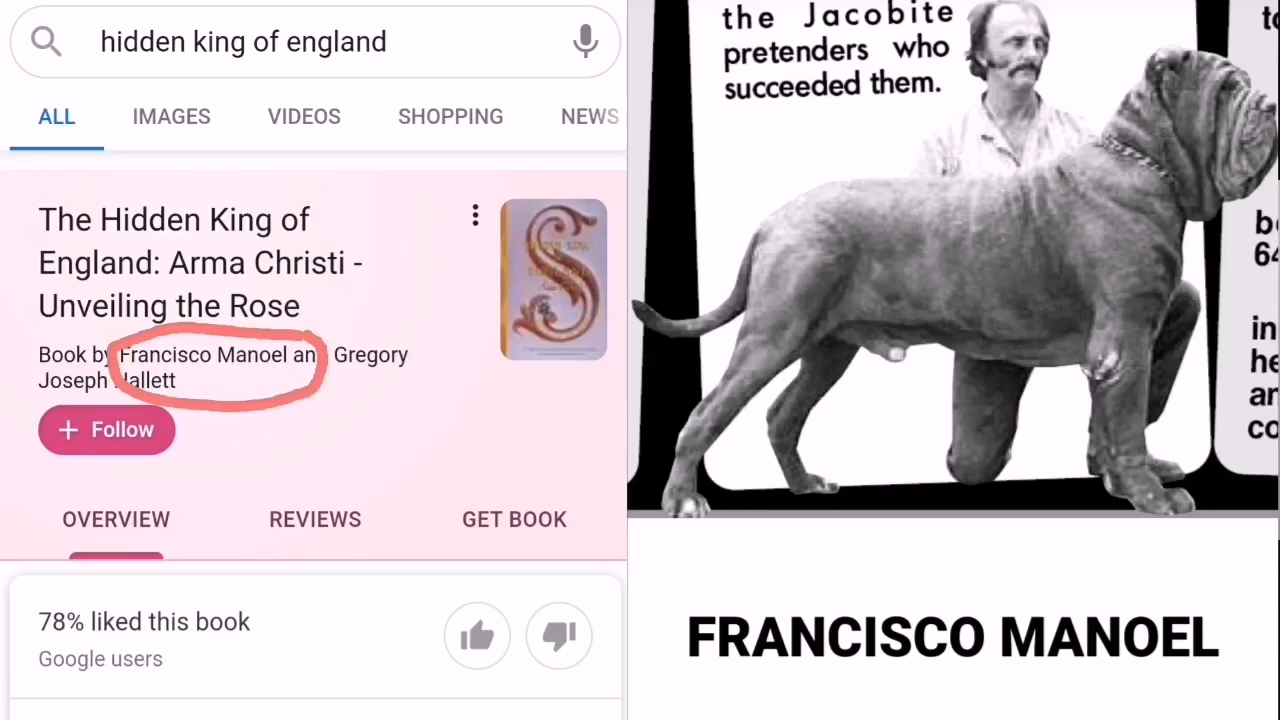 hidden king of england
ALL IMAGES VIDEOS SHOPPING NEWS
The Hidden King of
England: Arma Christi -
Unveiling the Rose
Book by Francisco Manoel and Gregory
Joseph Hallett
+ Follow
OVERVIEW REVIEWS GET BOOK
78% liked this book
Google users
the Jacobite
pretenders who
succeeded them.
in
FRANCISCO MANOEL